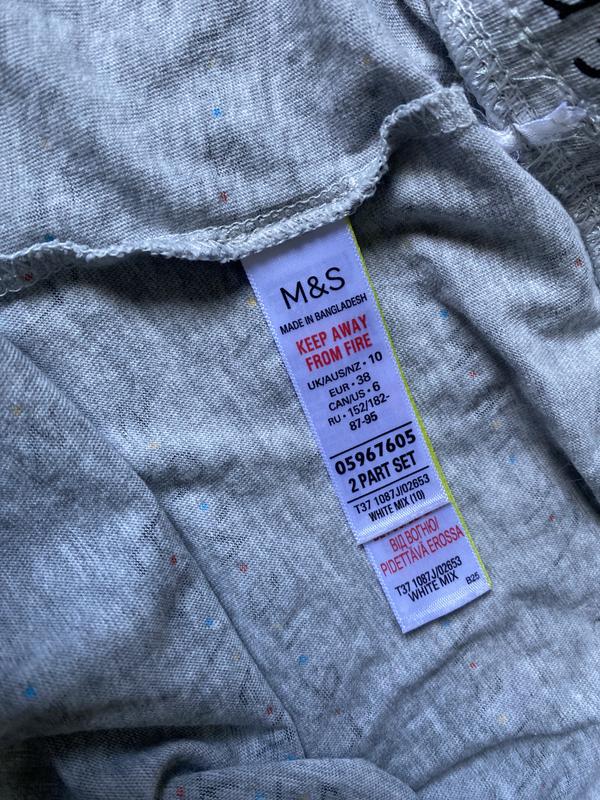 M&S
MADE IN BANGLADESH
KEEP AWAY
FROM FIRE
UK/AUS/NZ • 10
EUR • 38
CAN/US • 6
RU • 152/182-
87-95
05967605
2 PART SET
T37 1087J/02653
WHITE MIX (10)
ВІД ВОГНЮ/
PIDETTÄVÄ EROSSA
T37 1087J/02653
WHITE MIX B25